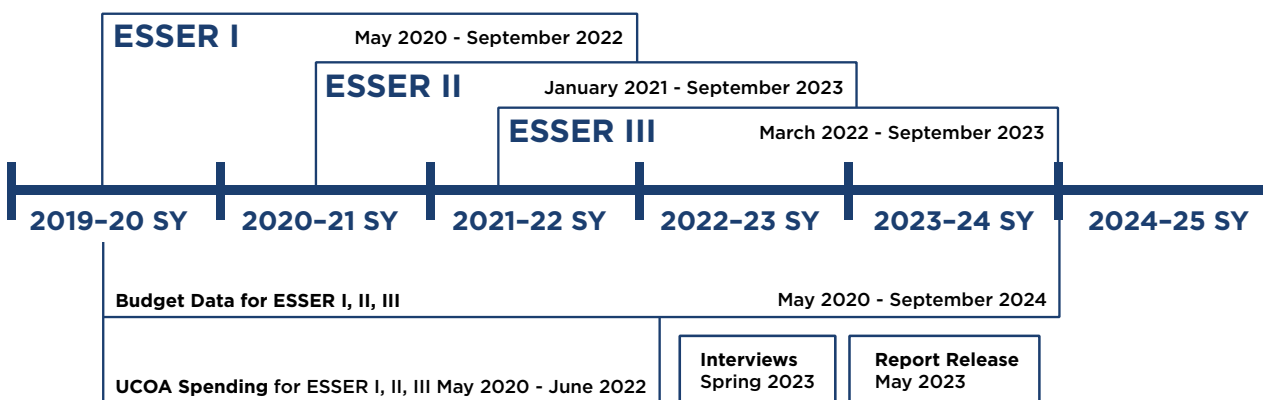 ESSER I
May 2020 - September 2022
ESSER II
January 2021 - September 2023
ESSER III
March 2022 - September 2023
2019–20 SY
2020–21 SY
2021–22 SY
2022–23 SY
2023–24 SY
2024–25 SY
Budget Data for ESSER I, II, III
May 2020 - September 2024
UCOA Spending for ESSER I, II, III May 2020 - June 2022
Interviews
Spring 2023
Report Release
May 2023